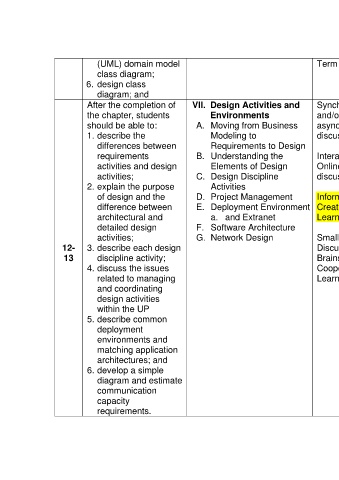 (UML) domain model
class diagram;
6. design class
diagram; and
Term
12-
13
After the completion of
the chapter, students
should be able to:
1. describe the
differences between
requirements
activities and design
activities;
2. explain the purpose
of design and the
difference between
architectural and
detailed design
activities;
3. describe each design
discipline activity;
4. discuss the issues
related to managing
and coordinating
design activities
within the UP
5. describe common
deployment
environments and
matching application
architectures; and
6. develop a simple
diagram and estimate
communication
capacity
requirements.
VII. Design Activities and
Environments
A. Moving from Business
Modeling to
Requirements to Design
B. Understanding the
Elements of Design
C. Design Discipline
Activities
D. Project Management
E. Deployment Environment
a. and Extranet
F. Software Architecture
G. Network Design
Synch
and/o
async
discus
Intera
Online
discus
Inform
Creat
Learn
Small
Discu
Brains
Coope
Learn